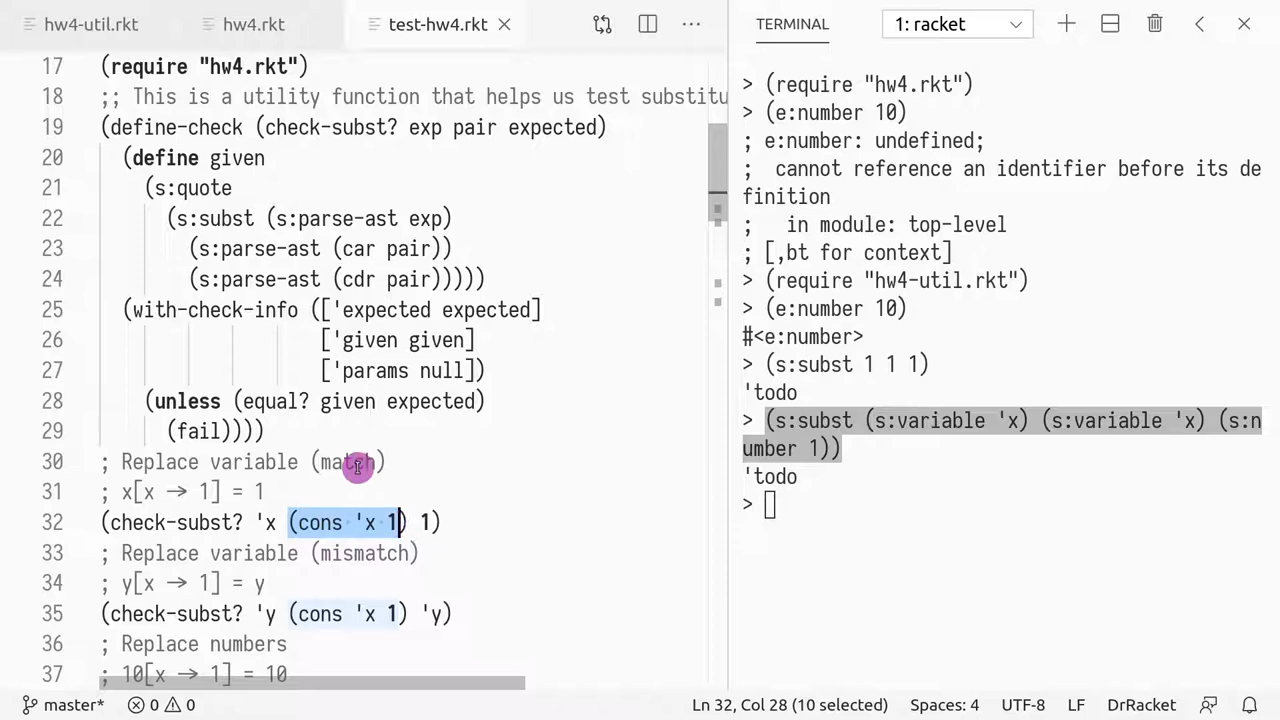 hw4-util.rkt hw4.rkt test-hw4.rkt
17 (require "hw4.rkt")
18 ;; This is a utility function that helps us test substitu
19 (define-check (check-subst? exp pair expected)
20 (define given
21 (s:quote
22 (s:subst (s:parse-ast exp)
23 (s:parse-ast (car pair))
24 (s:parse-ast (cdr pair)))))
25 (with-check-info (['expected expected]
26 ['given given]
27 ['params null])
28 (unless (equal? given expected)
29 (fail))))
30 ; Replace variable (match)
31 ; x[x → 1] = 1
32 (check-subst? 'x (cons 'x 1) 1)
33 ; Replace variable (mismatch)
34 ; y[x → 1] = y
35 (check-subst? 'y (cons 'x 1) 'y)
36 ; Replace numbers
37 ; 10[x → 1] = 10
TERMINAL 1: racket
> (require "hw4.rkt")
> (e:number 10)
; e:number: undefined;
;  cannot reference an identifier before its de
finition
;   in module: top-level
; [,bt for context]
> (require "hw4-util.rkt")
> (e:number 10)
#<e:number>
> (s:subst 1 1 1)
'todo
> (s:subst (s:variable 'x) (s:variable 'x) (s:n
umber 1))
'todo
>
master* 0 0 Ln 32, Col 28 (10 selected) Spaces: 4 UTF-8 LF DrRacket